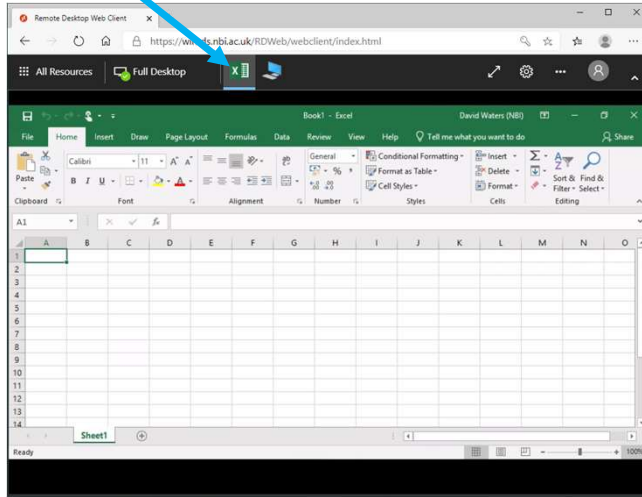 Remote Desktop Web Client
https://w ds.nbi.ac.uk/RDWeb/webclient/index.html
All Resources Full Desktop
Book1 - Excel David Waters (NBI)
File Home Insert Draw Page Layout Formulas Data Review View Help Tell me what you want to do Share
Calibri 11 A A General Conditional Formatting Insert
Paste B I U A % Format as Table Delete Sort & Find &
Cell Styles Format Filter Select
Clipboard Font Alignment Number Styles Cells Editing
A1 fx
A B C D E F G H I J K L M N O
1
2
3
4
5
6
7
8
9
10
11
12
13
14
Sheet1
Ready 100%